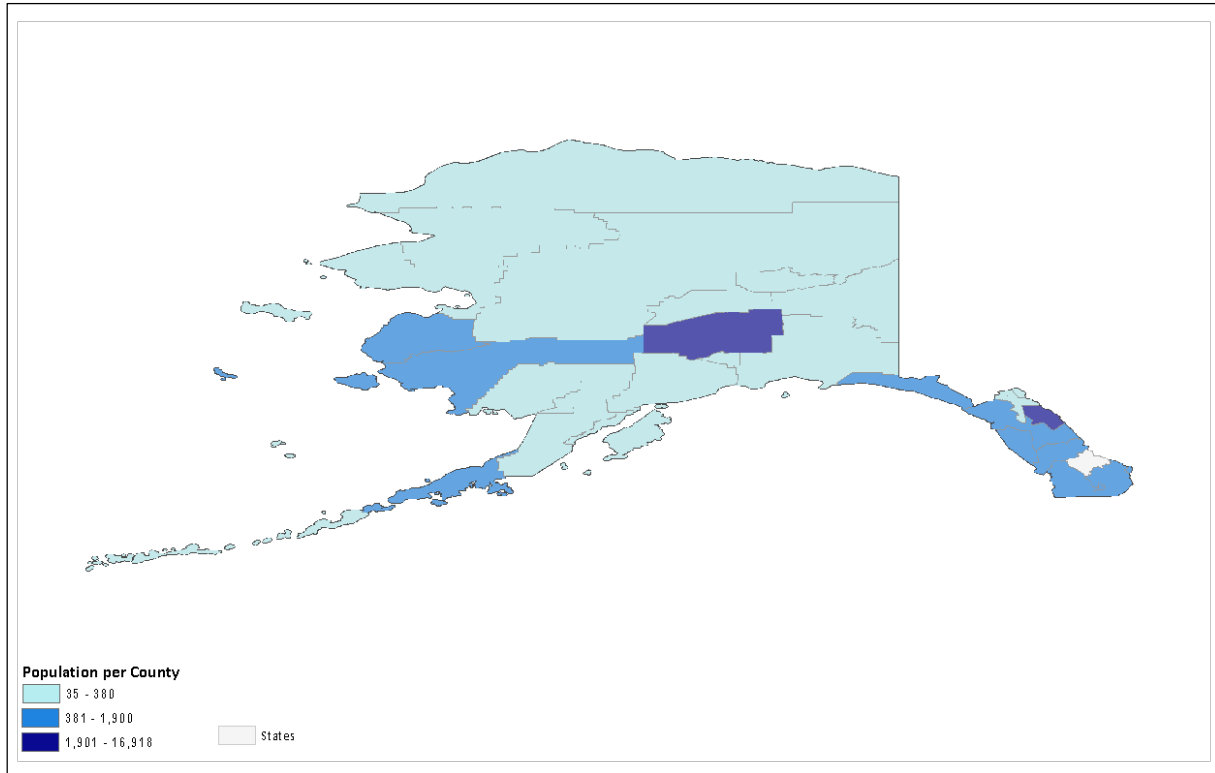 Population per County
35 - 380
381 - 1,900
1,901 - 16,918
States